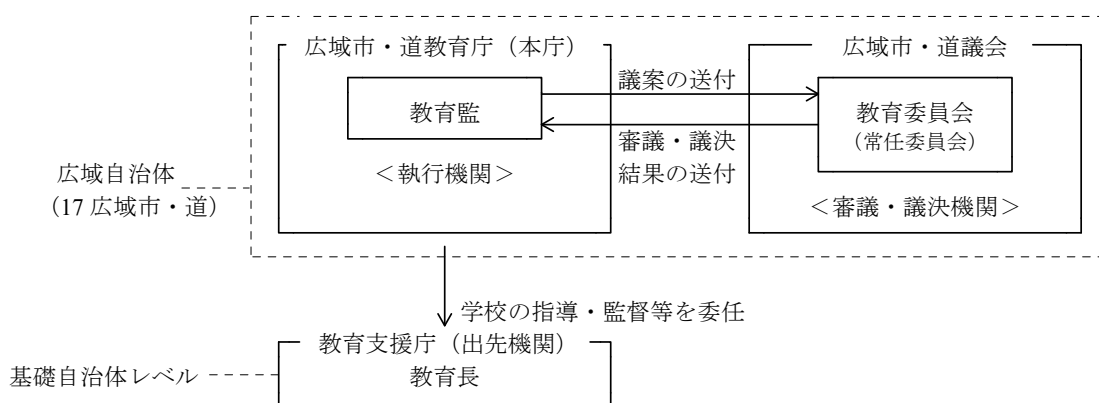 広域市・道教育庁（本庁）
広域市・道議会
教育監
議案の送付
審議・議決
結果の送付
教育委員会
（常任委員会）
＜執行機関＞
＜審議・議決機関＞
広域自治体
（17 広域市・道）
学校の指導・監督等を委任
教育支援庁（出先機関）
教育長
基礎自治体レベル